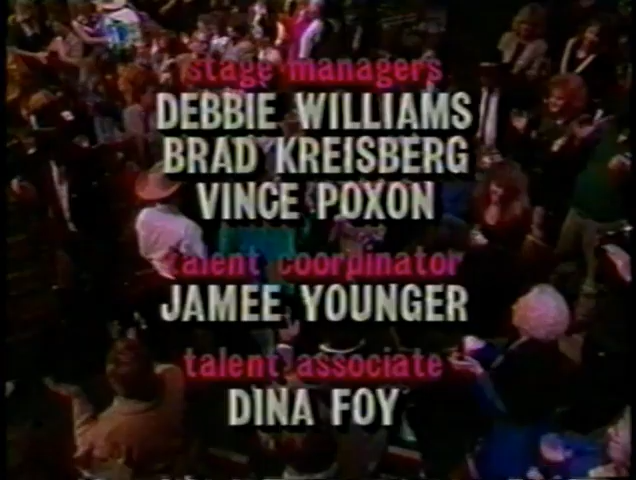 stage managers
DEBBIE WILLIAMS
BRAD KREISBERG
VINCE POXON
talent coordinator
JAMEE YOUNGER
talent associate
DINA FOY